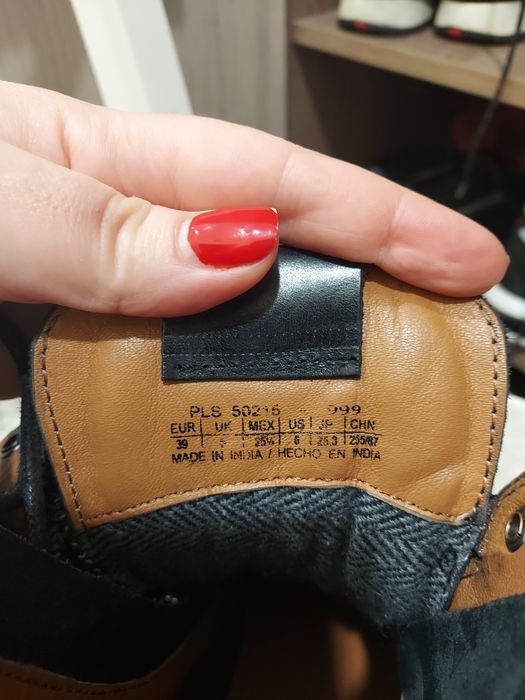 PLS 50215 - 999
EUR UK MEX US JP CHN
39 25½ 6 25,3 255/87
MADE IN INDIA / HECHO EN INDIA